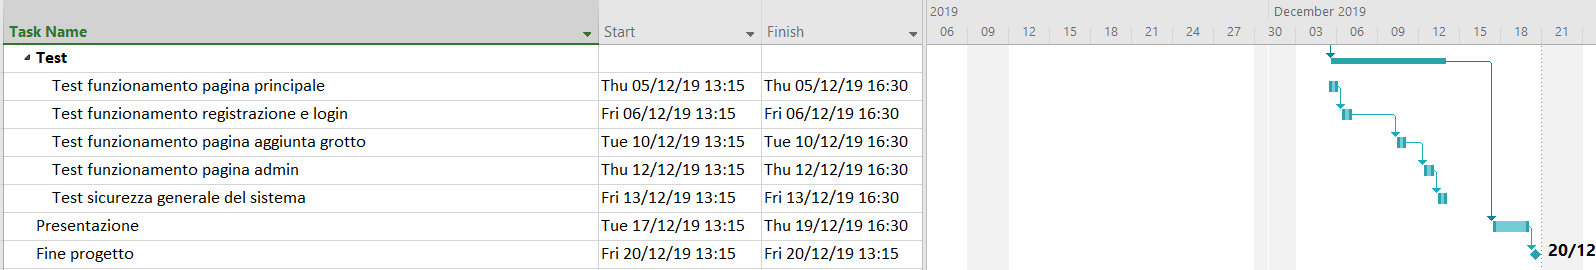 2019 December 2019
Task Name Start Finish 06 09 12 15 18 21 24 27 30 03 06 09 12 15 18 21
Test
Test funzionamento pagina principale Thu 05/12/19 13:15 Thu 05/12/19 16:30
Test funzionamento registrazione e login Fri 06/12/19 13:15 Fri 06/12/19 16:30
Test funzionamento pagina aggiunta grotto Tue 10/12/19 13:15 Tue 10/12/19 16:30
Test funzionamento pagina admin Thu 12/12/19 13:15 Thu 12/12/19 16:30
Test sicurezza generale del sistema Fri 13/12/19 13:15 Fri 13/12/19 16:30
Presentazione Tue 17/12/19 13:15 Thu 19/12/19 16:30
Fine progetto Fri 20/12/19 13:15 Fri 20/12/19 13:15 20/12